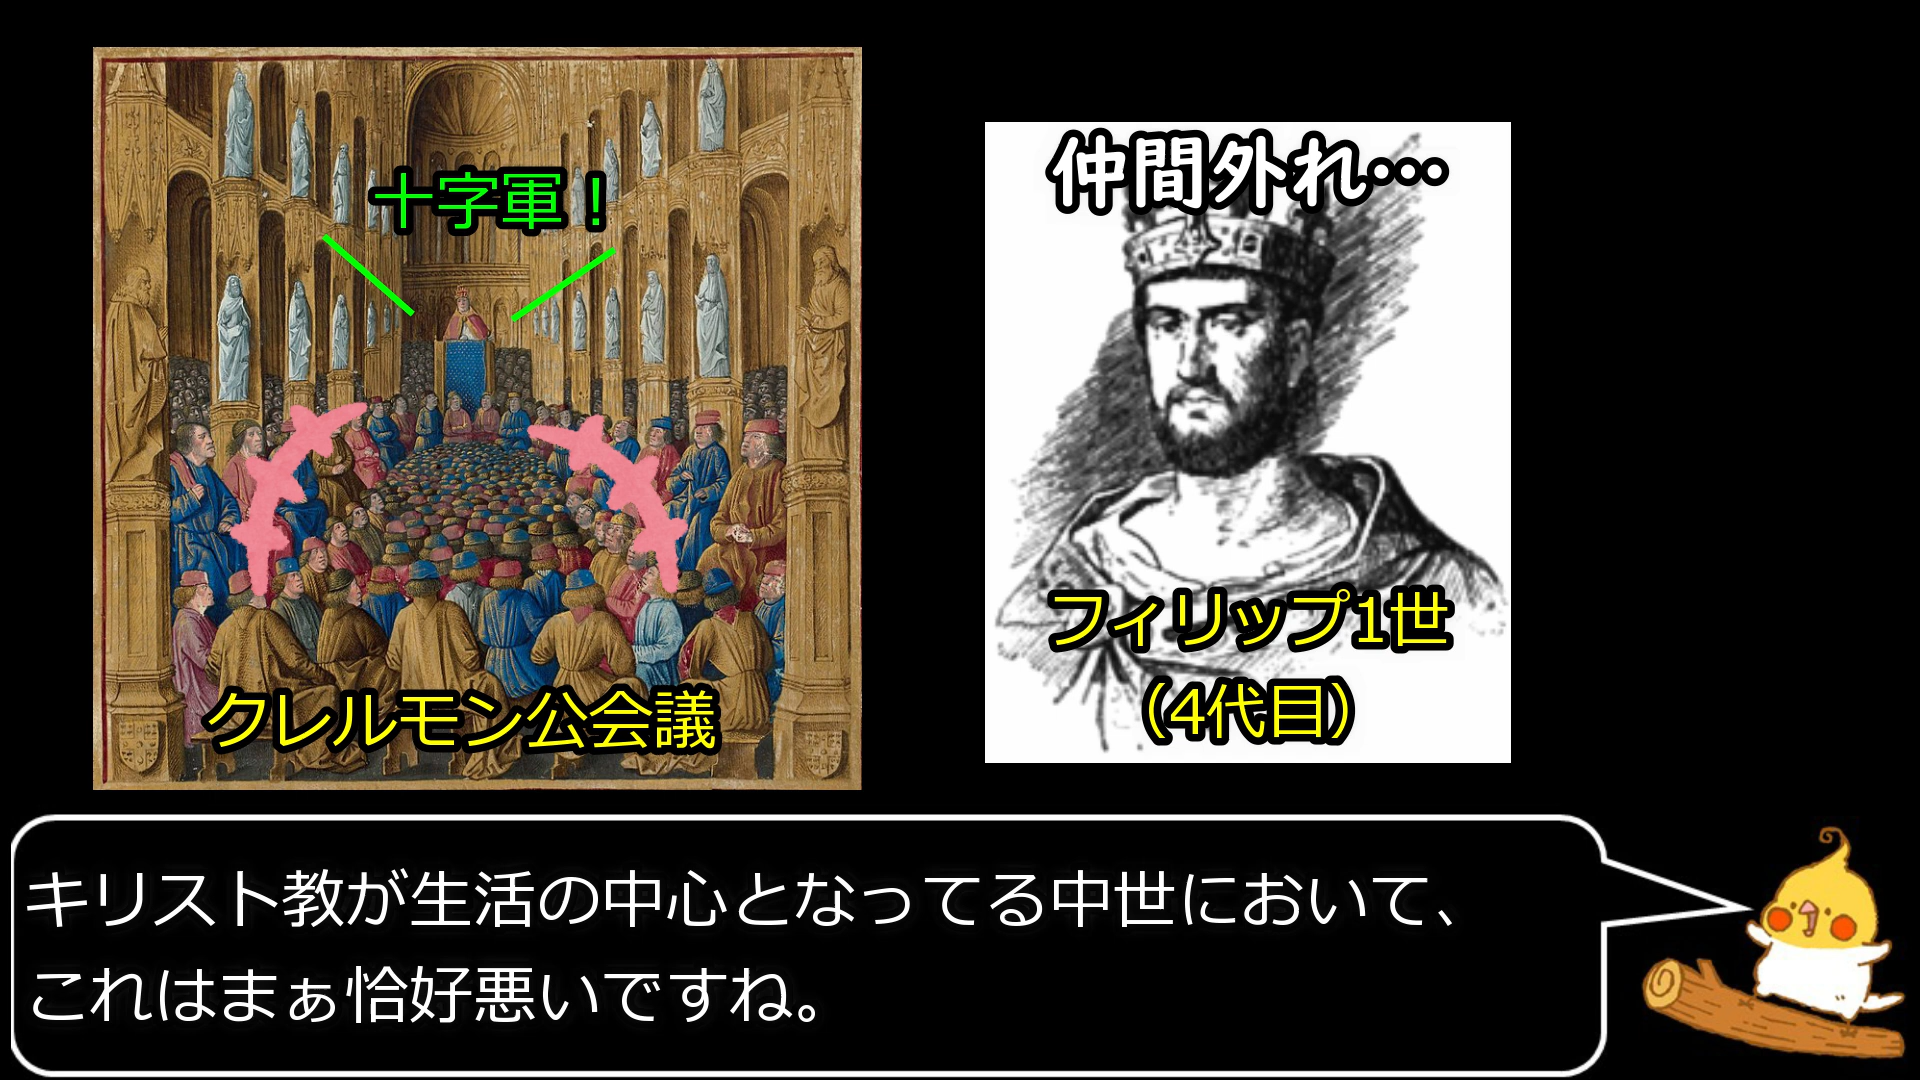 十字軍！
クレルモン公会議
仲間外れ…
フィリップ1世
（4代目）
キリスト教が生活の中心となってる中世において、
これはまぁ恰好悪いですね。